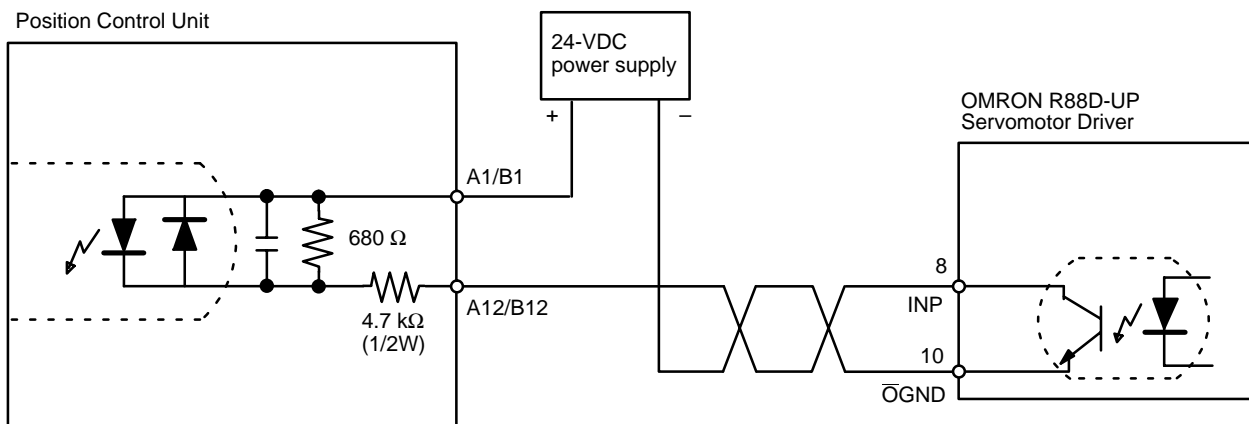 Position Control Unit
24-VDC
power supply
+
–
OMRON R88D-UP
Servomotor Driver
A1/B1
680 Ω
A12/B12
4.7 kΩ
(1/2W)
8
INP
10
O̅GND